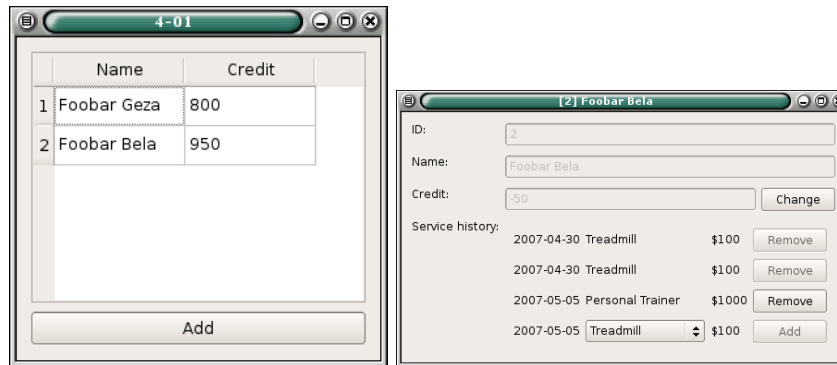 4-01
Name Credit
1 Foobar Geza 800
2 Foobar Bela 950
Add
[2] Foobar Bela
ID: 2
Name: Foobar Bela
Credit: -50 Change
Service history:
2007-04-30 Treadmill $100 Remove
2007-04-30 Treadmill $100 Remove
2007-05-05 Personal Trainer $1000 Remove
2007-05-05 Treadmill $100 Add